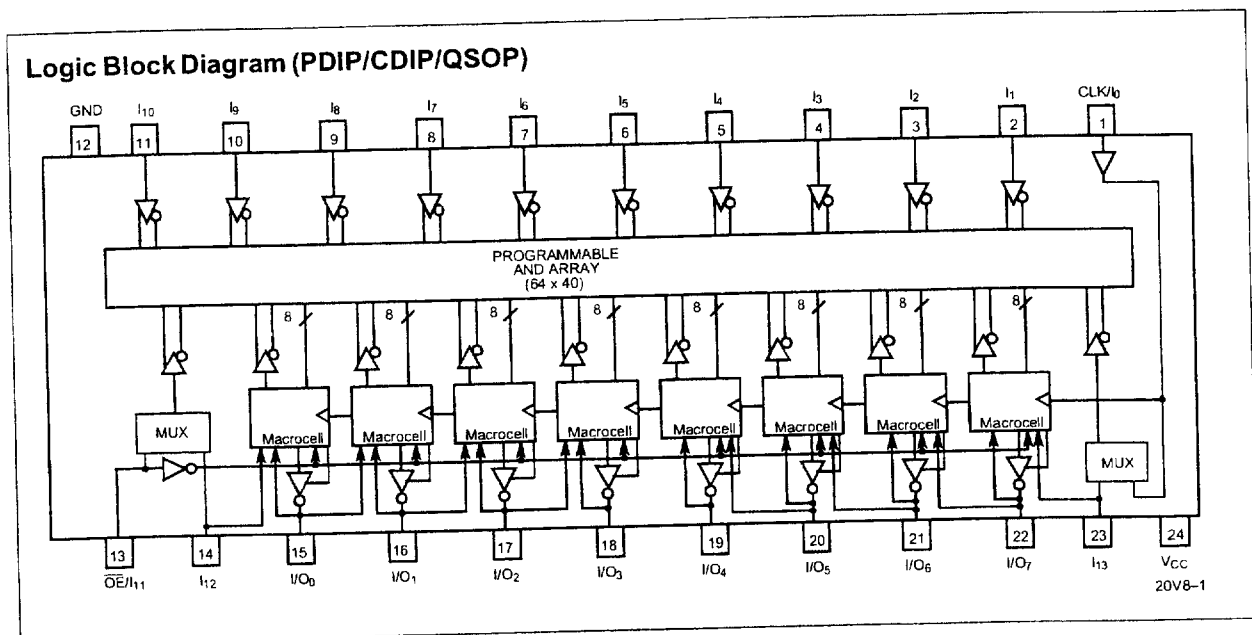 Logic Block Diagram (PDIP/CDIP/QSOP)
GND I10 I9 I8 I7 I6 I5 I4 I3 I2 I1 CLK/I0
12 11 10 9 8 7 6 5 4 3 2 1
PROGRAMMABLE
AND ARRAY
(64 x 40)
8 8 8 8 8 8 8 8
MUX Macrocell Macrocell Macrocell Macrocell Macrocell Macrocell Macrocell Macrocell MUX
13 14 15 16 17 18 19 20 21 22 23 24
O̅E̅/I11 I12 I/O0 I/O1 I/O2 I/O3 I/O4 I/O5 I/O6 I/O7 I13 VCC
20V8–1